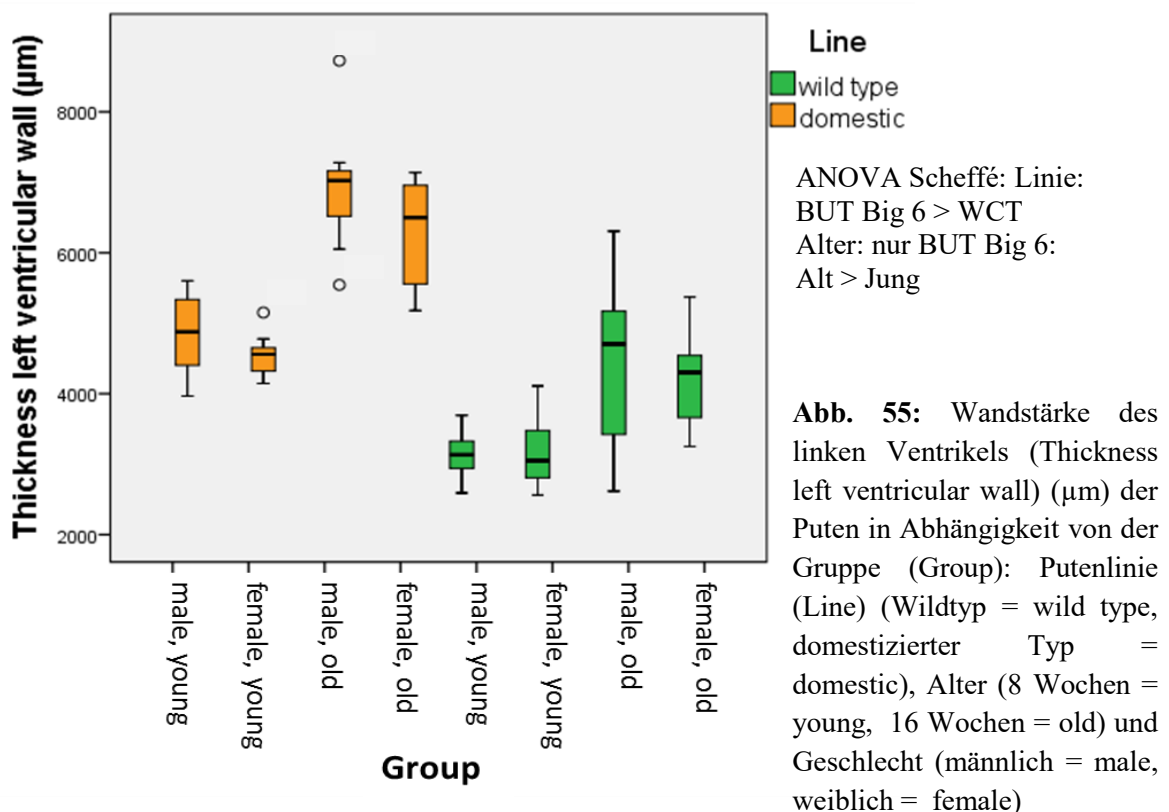 Thickness left ventricular wall (µm)
8000
6000
4000
2000
male, young
female, young
male, old
female, old
male, young
female, young
male, old
female, old
Group
Line
wild type
domestic
ANOVA Scheffé: Linie:
BUT Big 6 > WCT
Alter: nur BUT Big 6:
Alt > Jung
Abb. 55: Wandstärke des
linken Ventrikels (Thickness
left ventricular wall) (µm) der
Puten in Abhängigkeit von der
Gruppe (Group): Putenlinie
(Line) (Wildtyp = wild type,
domestizierter Typ =
domestic), Alter (8 Wochen =
young, 16 Wochen = old) und
Geschlecht (männlich = male,
weiblich = female)